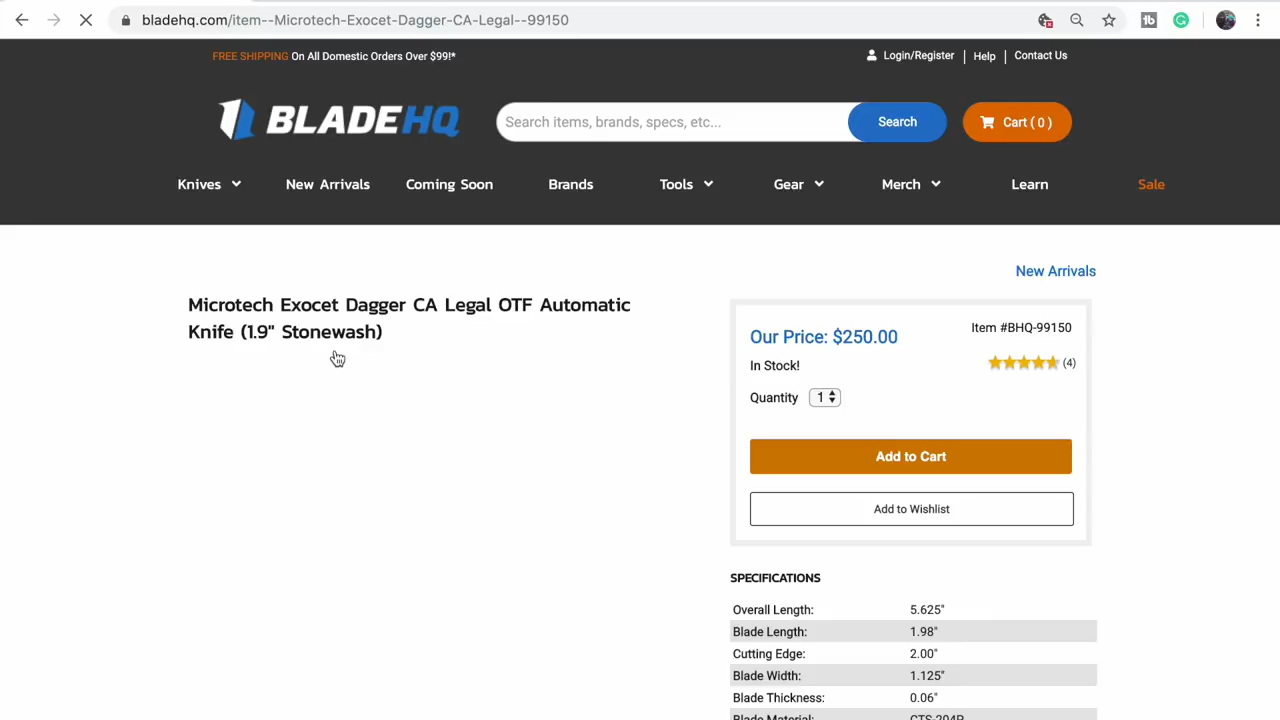 bladehq.com/item--Microtech-Exocet-Dagger-CA-Legal--99150
FREE SHIPPING On All Domestic Orders Over $99!*
Login/Register | Help | Contact Us
BLADEHQ
Search items, brands, specs, etc...
Search
Cart ( 0 )
Knives
New Arrivals
Coming Soon
Brands
Tools
Gear
Merch
Learn
Sale
New Arrivals
Microtech Exocet Dagger CA Legal OTF Automatic
Knife (1.9" Stonewash)
Our Price: $250.00
Item #BHQ-99150
In Stock!
(4)
Quantity 1
Add to Cart
Add to Wishlist
SPECIFICATIONS
Overall Length: 5.625"
Blade Length: 1.98"
Cutting Edge: 2.00"
Blade Width: 1.125"
Blade Thickness: 0.06"
Blade Material: CTS-204P